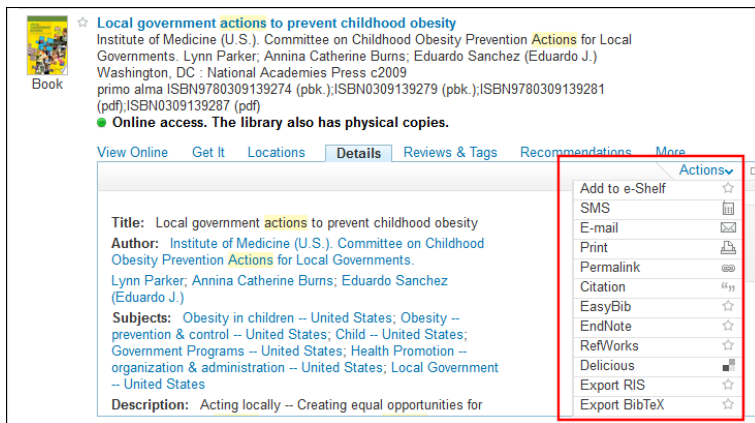 Local government actions to prevent childhood obesity
Institute of Medicine (U.S.). Committee on Childhood Obesity Prevention Actions for Local
Governments. Lynn Parker; Annina Catherine Burns; Eduardo Sanchez (Eduardo J.)
Washington, DC : National Academies Press c2009
primo alma ISBN9780309139274 (pbk.);ISBN0309139279 (pbk.);ISBN9780309139281
(pdf);ISBN0309139287 (pdf)
Book
Online access. The library also has physical copies.
View Online Get It Locations Details Reviews & Tags Recommendations More
Actions
Title: Local government actions to prevent childhood obesity
Author: Institute of Medicine (U.S.). Committee on Childhood
Obesity Prevention Actions for Local Governments.
Lynn Parker; Annina Catherine Burns; Eduardo Sanchez
(Eduardo J.)
Subjects: Obesity in children -- United States; Obesity --
prevention & control -- United States; Child -- United States;
Government Programs -- United States; Health Promotion --
organization & administration -- United States; Local Government
-- United States
Description: Acting locally -- Creating equal opportunities for
Add to e-Shelf
SMS
E-mail
Print
Permalink
Citation
EasyBib
EndNote
RefWorks
Delicious
Export RIS
Export BibTeX